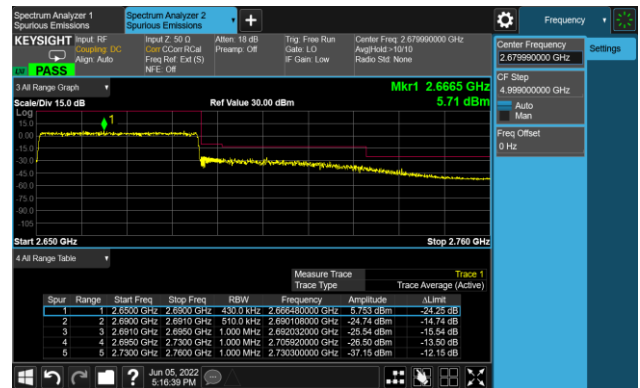 Spectrum Analyzer 1
Spurious Emissions
Spectrum Analyzer 2
Spurious Emissions
Frequency
KEYSIGHT
Input: RF
Coupling: DC
Align: Auto
Input Z: 50 Ω
Corr CCorr RCal
Freq Ref: Ext (S)
NFE: Off
Atten: 18 dB
Preamp: Off
Trig: Free Run
Gate: LO
IF Gain: Low
Center Freq: 2.679990000 GHz
Avg|Hold:>10/10
Radio Std: None
PASS
Center Frequency
2.679990000 GHz
Settings
CF Step
4.999000000 GHz
Auto
Man
Freq Offset
0 Hz
3 All Range Graph
Mkr1 2.6665 GHz
5.71 dBm
Scale/Div 15.0 dB
Ref Value 30.00 dBm
Log
1
15.0
0.00
-15.0
-30.0
-45.0
-60.0
-75.0
-90.0
-105
Start 2.650 GHz
Stop 2.760 GHz
4 All Range Table
Measure Trace Trace 1
Trace Type Trace Average (Active)
Spur Range Start Freq Stop Freq RBW Frequency Amplitude ΔLimit
1 1 2.6500 GHz 2.6900 GHz 430.0 kHz 2.666480000 GHz 5.753 dBm -24.25 dB
2 2 2.6900 GHz 2.6910 GHz 510.0 kHz 2.690108000 GHz -24.74 dBm -14.74 dB
3 3 2.6910 GHz 2.6950 GHz 1.000 MHz 2.692032000 GHz -25.54 dBm -15.54 dB
4 4 2.6950 GHz 2.7300 GHz 1.000 MHz 2.705920000 GHz -26.50 dBm -13.50 dB
5 5 2.7300 GHz 2.7600 GHz 1.000 MHz 2.730300000 GHz -37.15 dBm -12.15 dB
?
Jun 05, 2022
5:16:39 PM